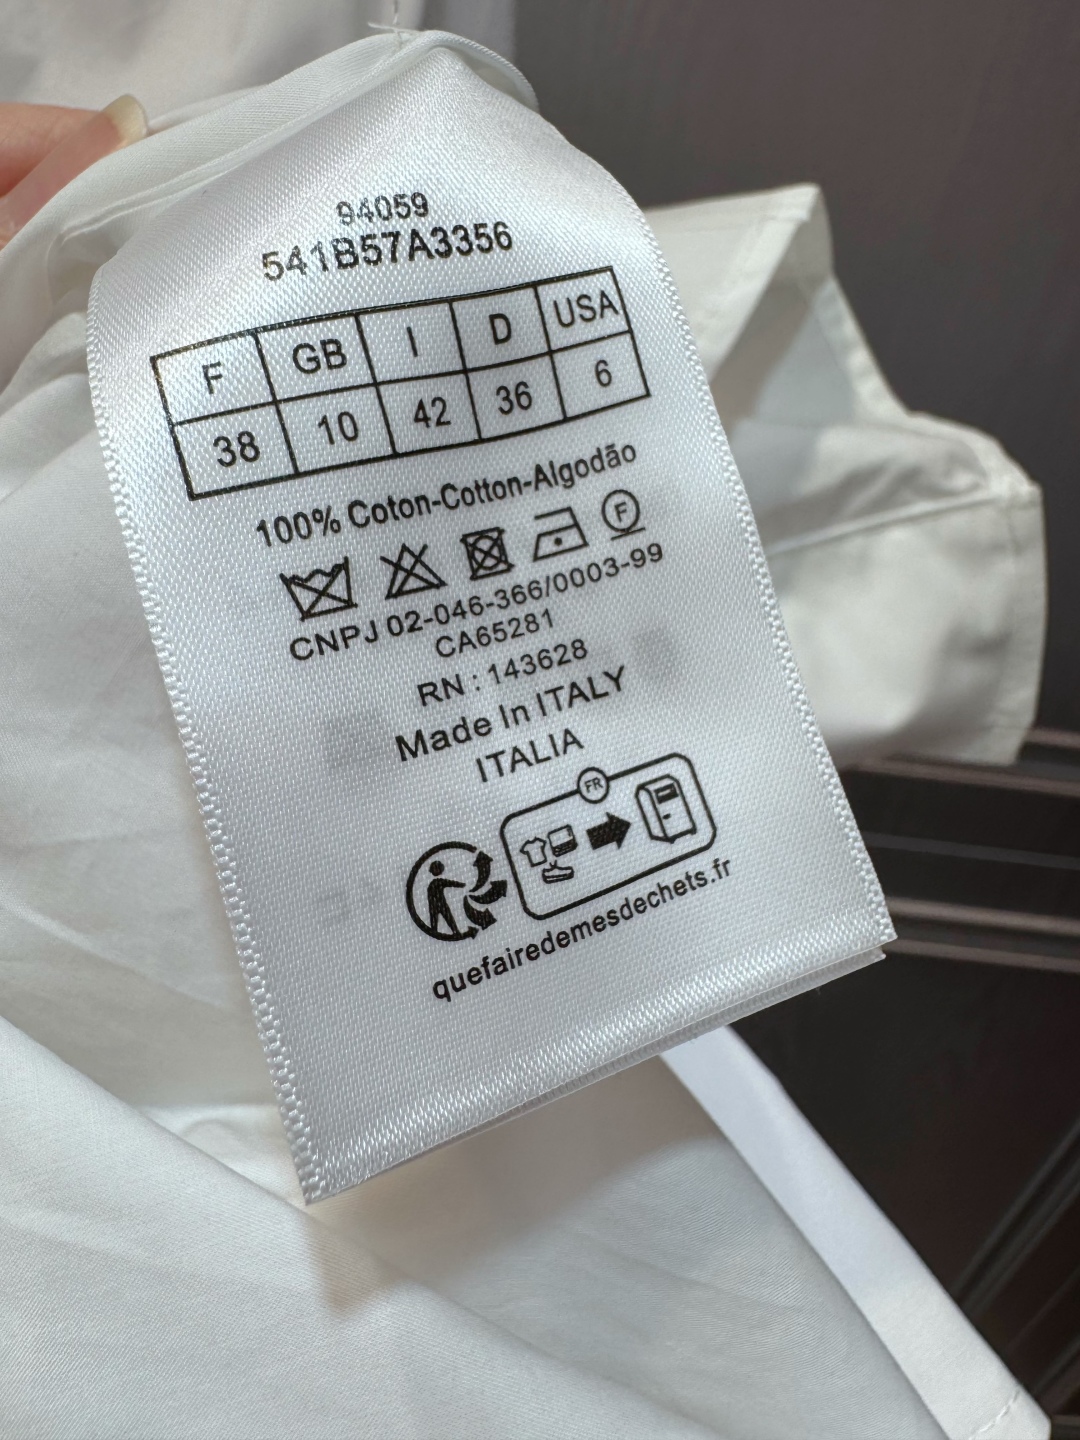 94059
541B57A3356
F GB I D USA
38 10 42 36 6
100% Coton-Cotton-Algodão
F
CNPJ 02-046-366/0003-99
CA65281
RN : 143628
Made In ITALY
ITALIA
FR
quefairedemesdechets.fr